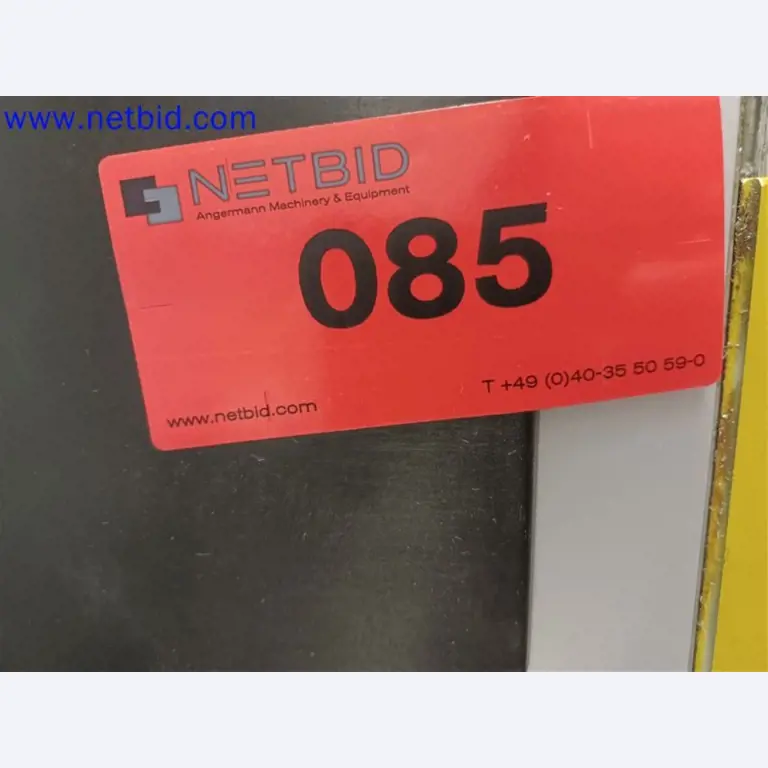 www.netbid.com
NETBID
Angermann Machinery & Equipment
085
T +49 (0)40-35 50 59-0
www.netbid.com